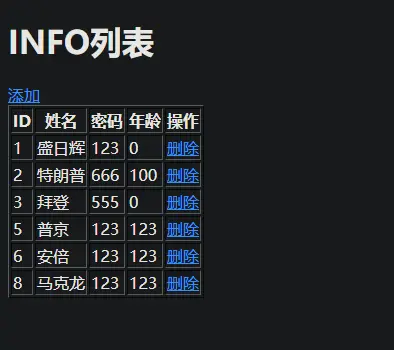 INFO列表
添加
ID 姓名 密码 年龄 操作
1 盛日辉 123 0 删除
2 特朗普 666 100 删除
3 拜登 555 0 删除
5 普京 123 123 删除
6 安倍 123 123 删除
8 马克龙 123 123 删除